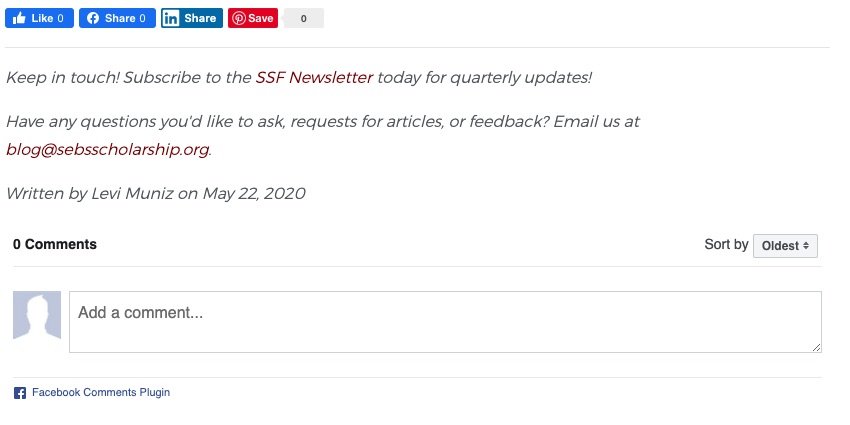 Like 0 Share 0 in Share Save 0
Keep in touch! Subscribe to the SSF Newsletter today for quarterly updates!
Have any questions you'd like to ask, requests for articles, or feedback? Email us at
blog@sebsscholarship.org.
Written by Levi Muniz on May 22, 2020
0 Comments Sort by Oldest
Add a comment...
Facebook Comments Plugin